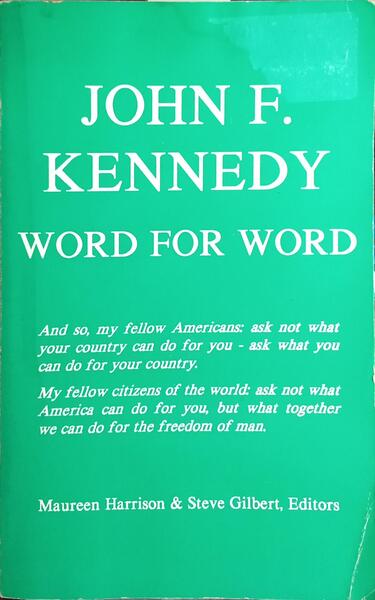 JOHN F.
KENNEDY
WORD FOR WORD
And so, my fellow Americans: ask not what
your country can do for you - ask what you
can do for your country.
My fellow citizens of the world: ask not what
America can do for you, but what together
we can do for the freedom of man.
Maureen Harrison & Steve Gilbert, Editors